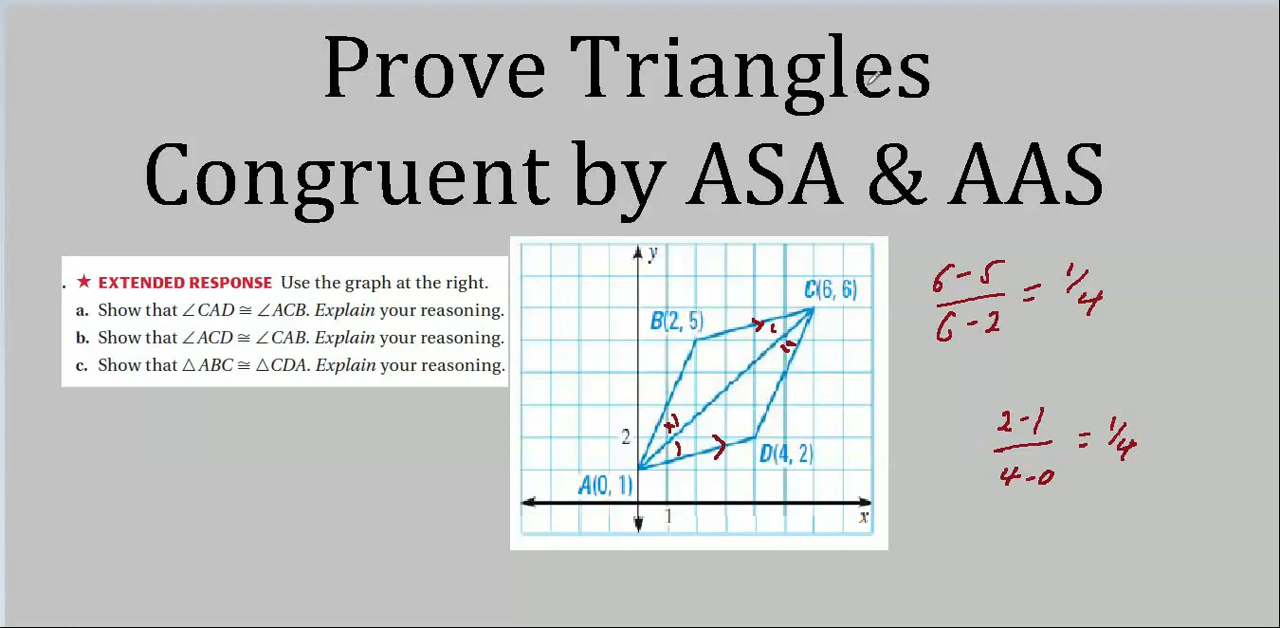 Prove Triangles
Congruent by ASA & AAS
. ★ EXTENDED RESPONSE Use the graph at the right.
a. Show that ∠CAD ≅ ∠ACB. Explain your reasoning.
b. Show that ∠ACD ≅ ∠CAB. Explain your reasoning.
c. Show that △ABC ≅ △CDA. Explain your reasoning.
y
C(6, 6)
B(2, 5)
2
D(4, 2)
A(0, 1)
1
x
6-5
6-2
= 1/4
2-1
4-0
= 1/4